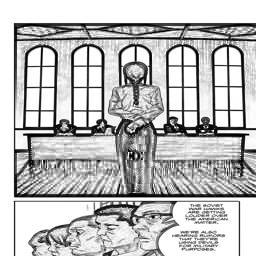 THE SOVIET
WAR HAWKS
ARE GETTING
LOUDER OVER
THE AMERICAN
MATTER.
WE'RE ALSO
HEARING RUMORS
THAT THEY'RE
USING DEVILS
FOR MILITARY
PURPOSES.